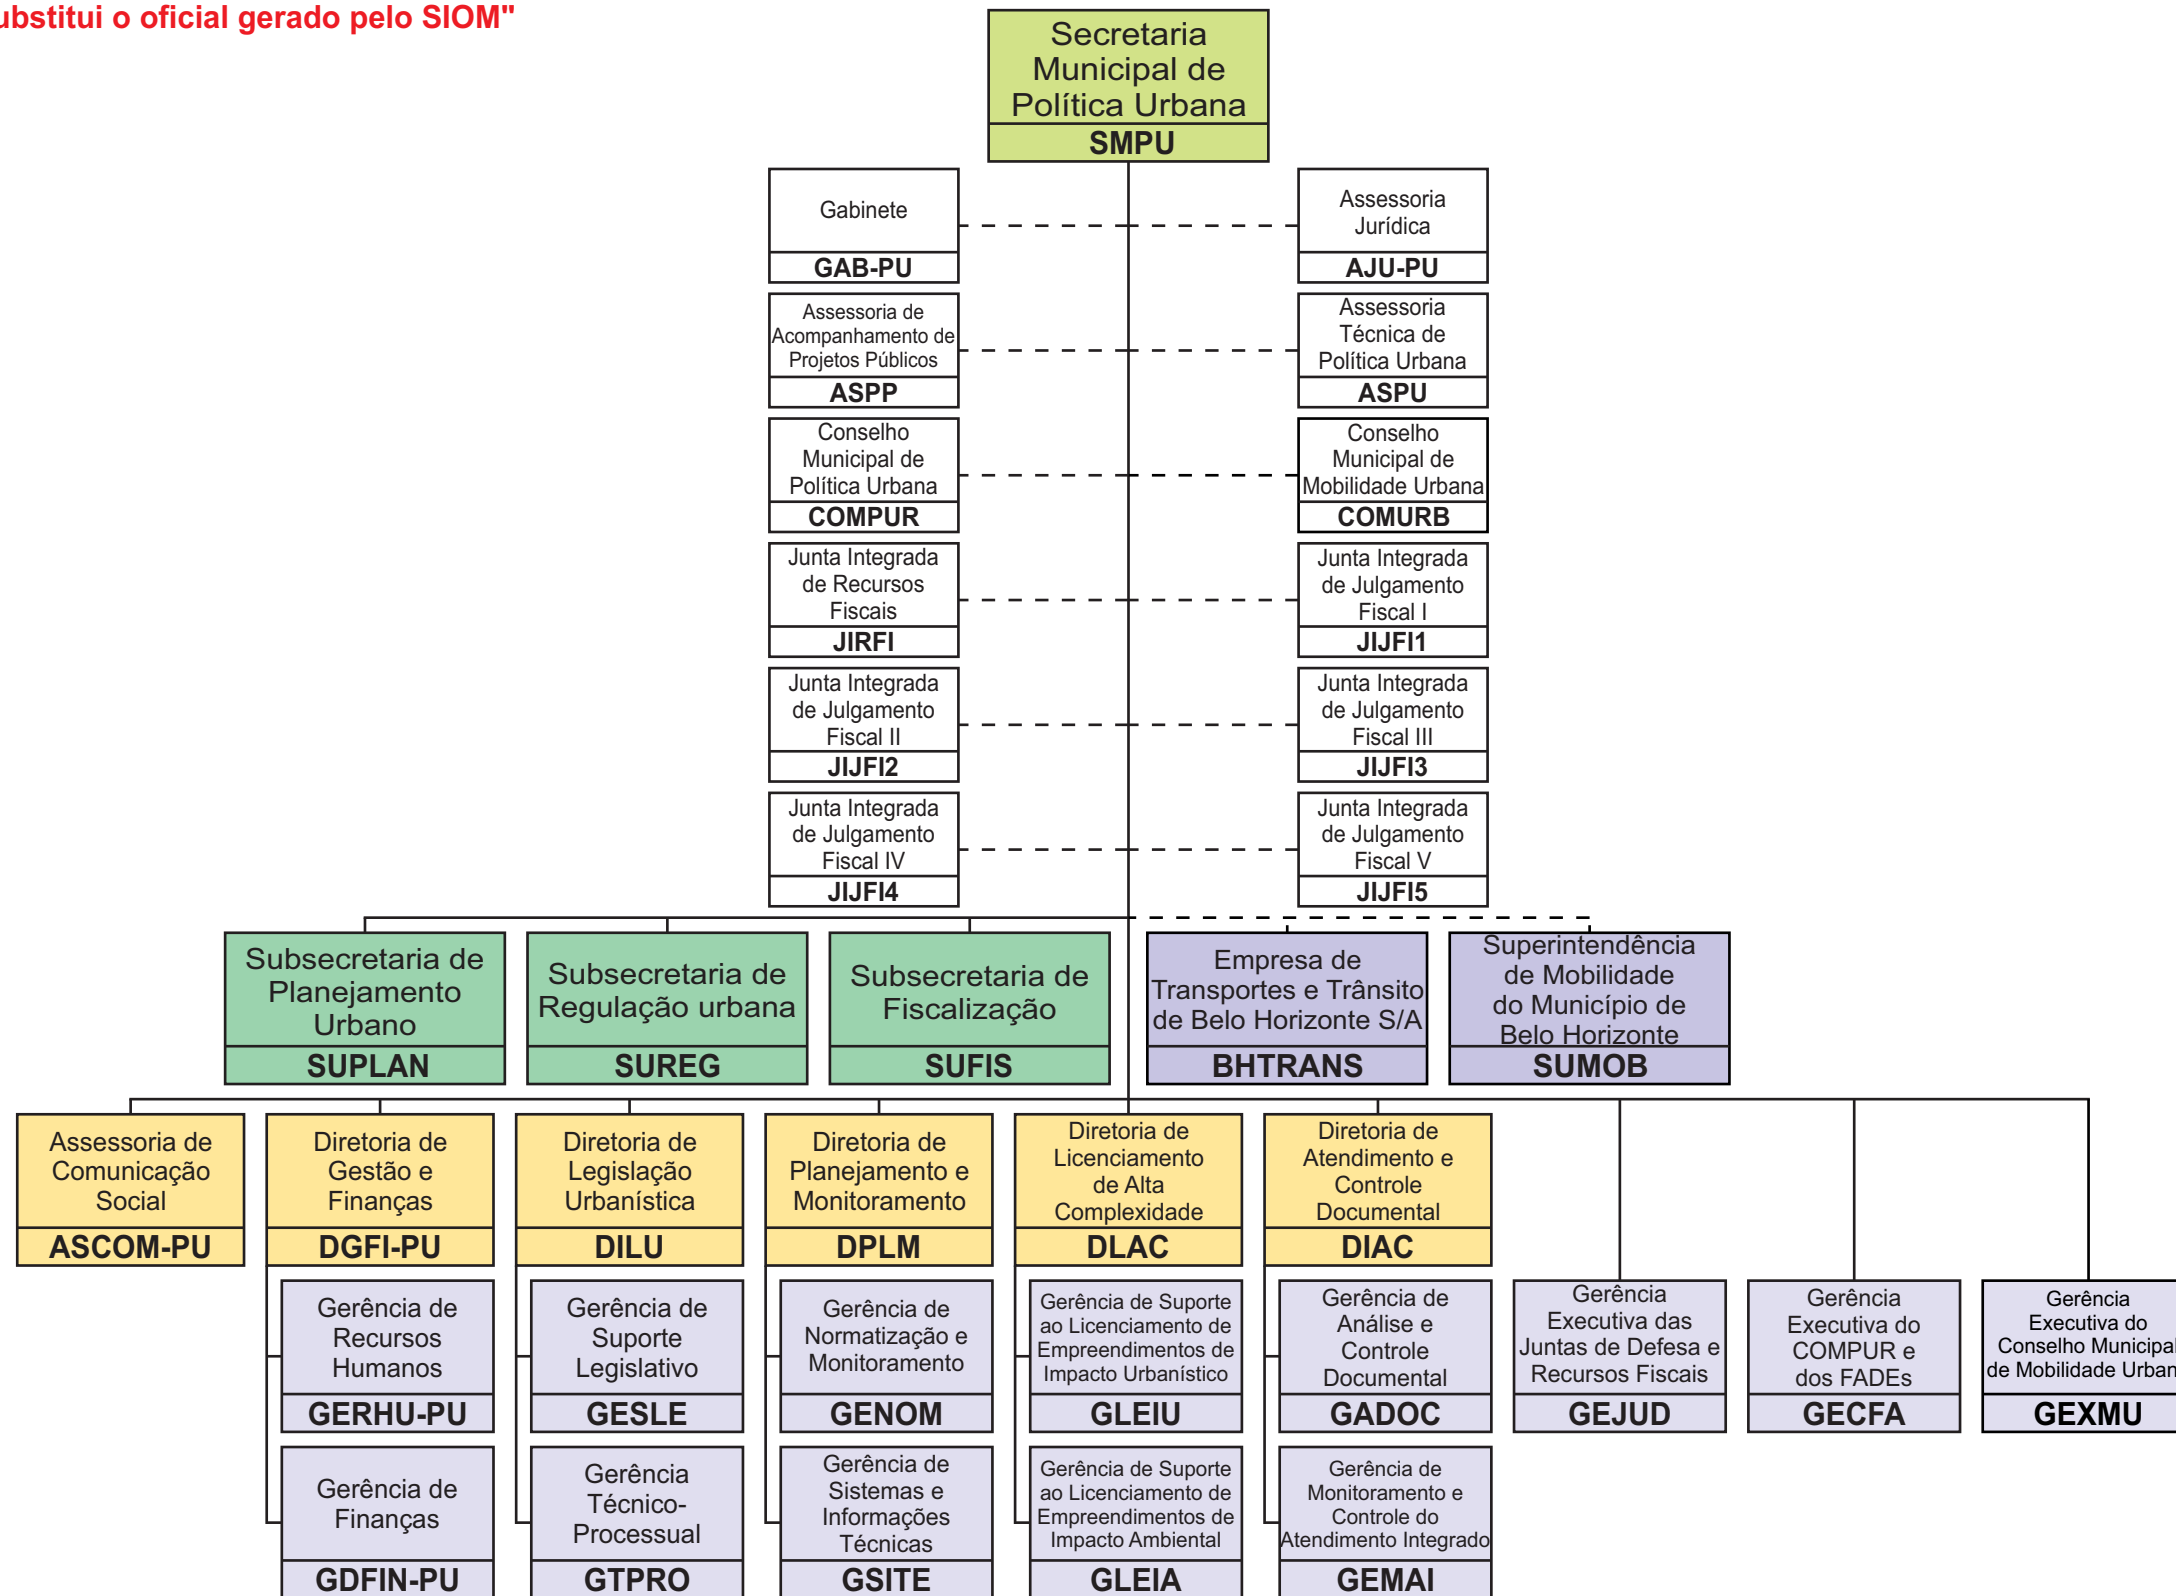 ubstitui o oficial gerado pelo SIOM"
Secretaria
Municipal de
Política Urbana
SMPU
Gabinete
GAB-PU
Assessoria
Jurídica
AJU-PU
Assessoria de
Acompanhamento de
Projetos Públicos
ASPP
Assessoria
Técnica de
Política Urbana
ASPU
Conselho
Municipal de
Política Urbana
COMPUR
Conselho
Municipal de
Mobilidade Urbana
COMURB
Junta Integrada
de Recursos
Fiscais
JIRFI
Junta Integrada
de Julgamento
Fiscal I
JIJFI1
Junta Integrada
de Julgamento
Fiscal II
JIJFI2
Junta Integrada
de Julgamento
Fiscal III
JIJFI3
Junta Integrada
de Julgamento
Fiscal IV
JIJFI4
Junta Integrada
de Julgamento
Fiscal V
JIJFI5
Subsecretaria de
Planejamento
Urbano
SUPLAN
Subsecretaria de
Regulação urbana
SUREG
Subsecretaria de
Fiscalização
SUFIS
Empresa de
Transportes e Trânsito
de Belo Horizonte S/A
BHTRANS
Superintendência
de Mobilidade
do Município de
Belo Horizonte
SUMOB
Assessoria de
Comunicação
Social
ASCOM-PU
Diretoria de
Gestão e
Finanças
DGFI-PU
Diretoria de
Legislação
Urbanística
DILU
Diretoria de
Planejamento e
Monitoramento
DPLM
Diretoria de
Licenciamento
de Alta
Complexidade
DLAC
Diretoria de
Atendimento e
Controle
Documental
DIAC
Gerência de
Recursos
Humanos
GERHU-PU
Gerência de
Suporte
Legislativo
GESLE
Gerência de
Normatização e
Monitoramento
GENOM
Gerência de Suporte
ao Licenciamento de
Empreendimentos de
Impacto Urbanístico
GLEIU
Gerência de
Análise e
Controle
Documental
GADOC
Gerência
Executiva das
Juntas de Defesa e
Recursos Fiscais
GEJUD
Gerência
Executiva do
COMPUR e
dos FADEs
GECFA
Gerência
Executiva do
Conselho Municipal
de Mobilidade Urban
GEXMU
Gerência de
Finanças
GDFIN-PU
Gerência
Técnico-
Processual
GTPRO
Gerência de
Sistemas e
Informações
Técnicas
GSITE
Gerência de Suporte
ao Licenciamento de
Empreendimentos de
Impacto Ambiental
GLEIA
Gerência de
Monitoramento e
Controle do
Atendimento Integrado
GEMAI